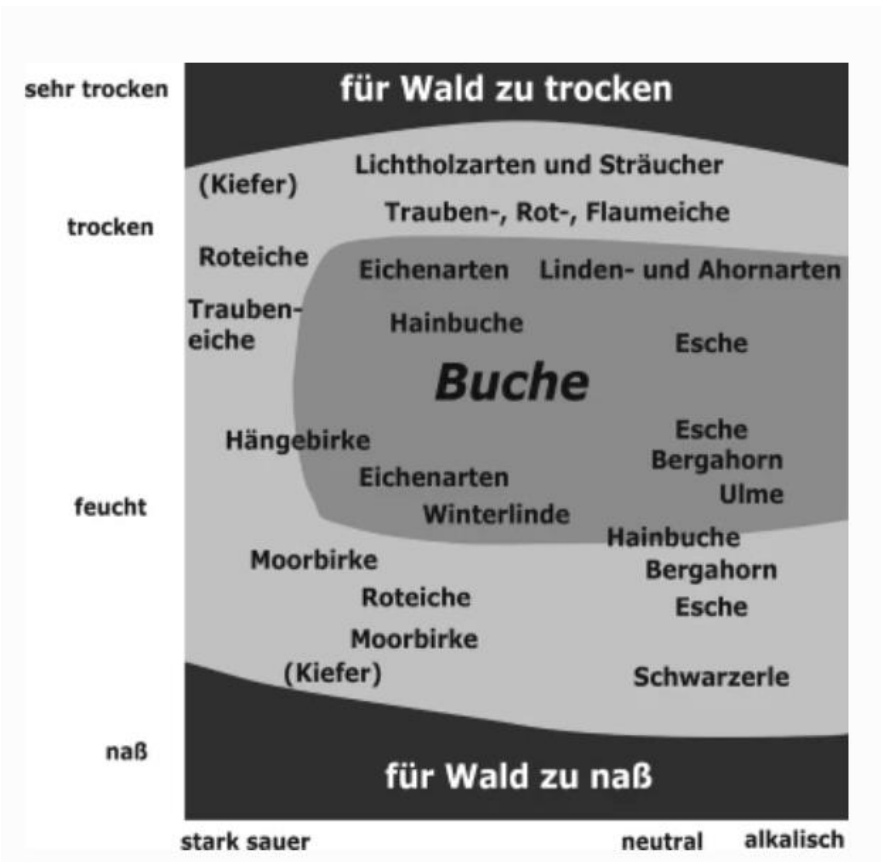 sehr trocken
für Wald zu trocken
Lichtholzarten und Sträucher
(Kiefer)
Trauben-, Rot-, Flaumeiche
trocken
Roteiche
Eichenarten
Linden- und Ahornarten
Trauben-
eiche
Hainbuche
Esche
Buche
Esche
Hängebirke
Bergahorn
Eichenarten
Ulme
feucht
Winterlinde
Hainbuche
Moorbirke
Bergahorn
Roteiche
Esche
Moorbirke
(Kiefer)
Schwarzerle
naß
für Wald zu naß
stark sauer
neutral
alkalisch